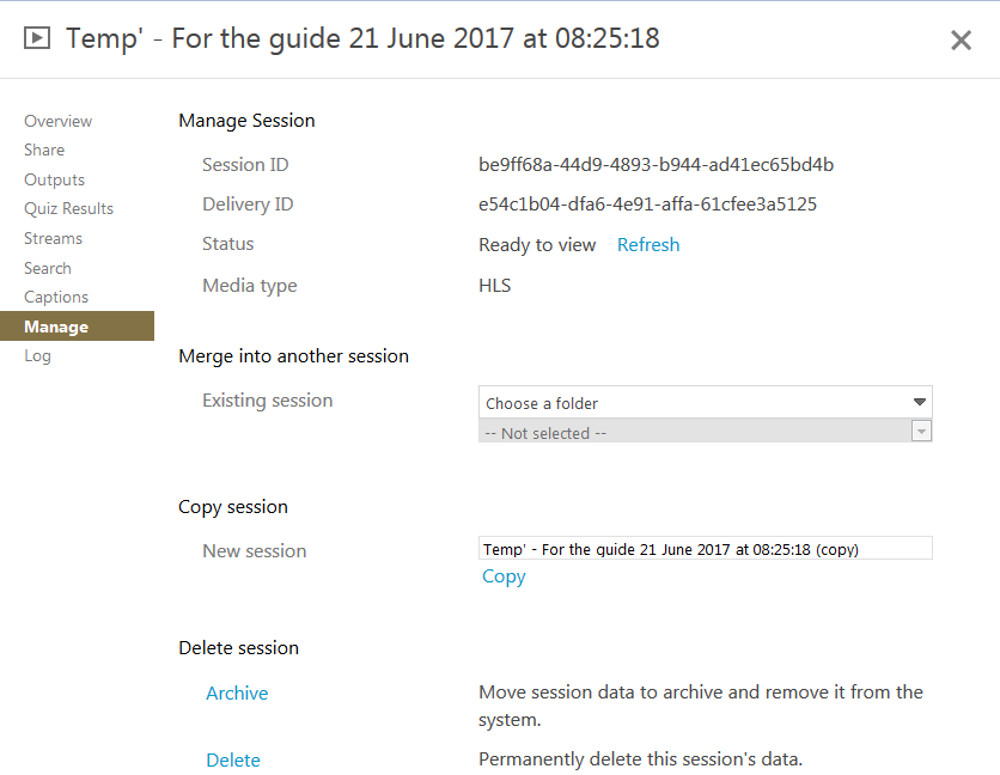 Temp' - For the guide 21 June 2017 at 08:25:18
Overview
Share
Outputs
Quiz Results
Streams
Search
Captions
Manage
Log
Manage Session
Session ID be9ff68a-44d9-4893-b944-ad41ec65bd4b
Delivery ID e54c1b04-dfa6-4e91-affa-61cfee3a5125
Status Ready to view Refresh
Media type HLS
Merge into another session
Existing session Choose a folder
-- Not selected --
Copy session
New session Temp' - For the guide 21 June 2017 at 08:25:18 (copy)
Copy
Delete session
Archive Move session data to archive and remove it from the
system.
Delete Permanently delete this session's data.